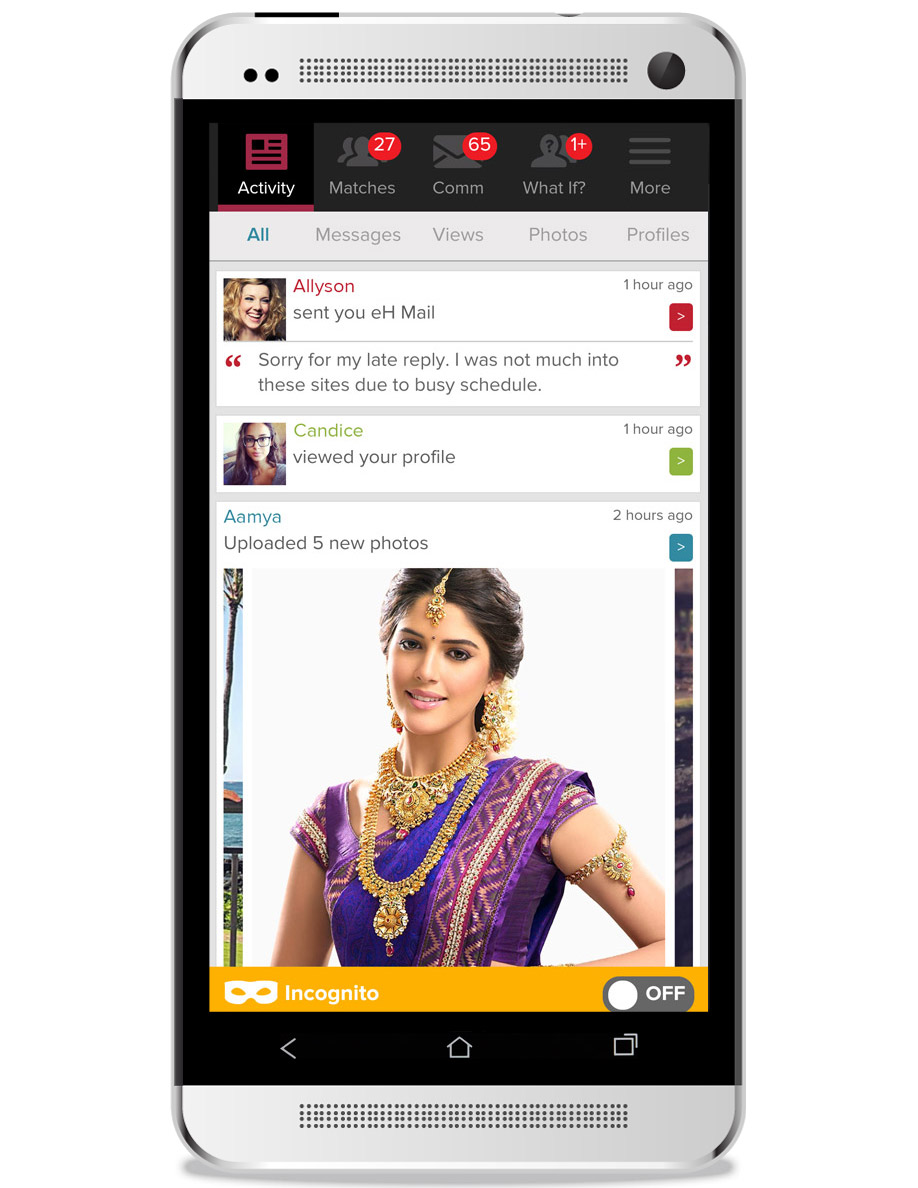 27
65
1+
Activity
Matches
Comm
What If?
More
All
Messages
Views
Photos
Profiles
Allyson
1 hour ago
sent you eH Mail
>
“ Sorry for my late reply. I was not much into ”
these sites due to busy schedule.
Candice
1 hour ago
viewed your profile
>
Aamya
2 hours ago
Uploaded 5 new photos
>
Incognito
OFF